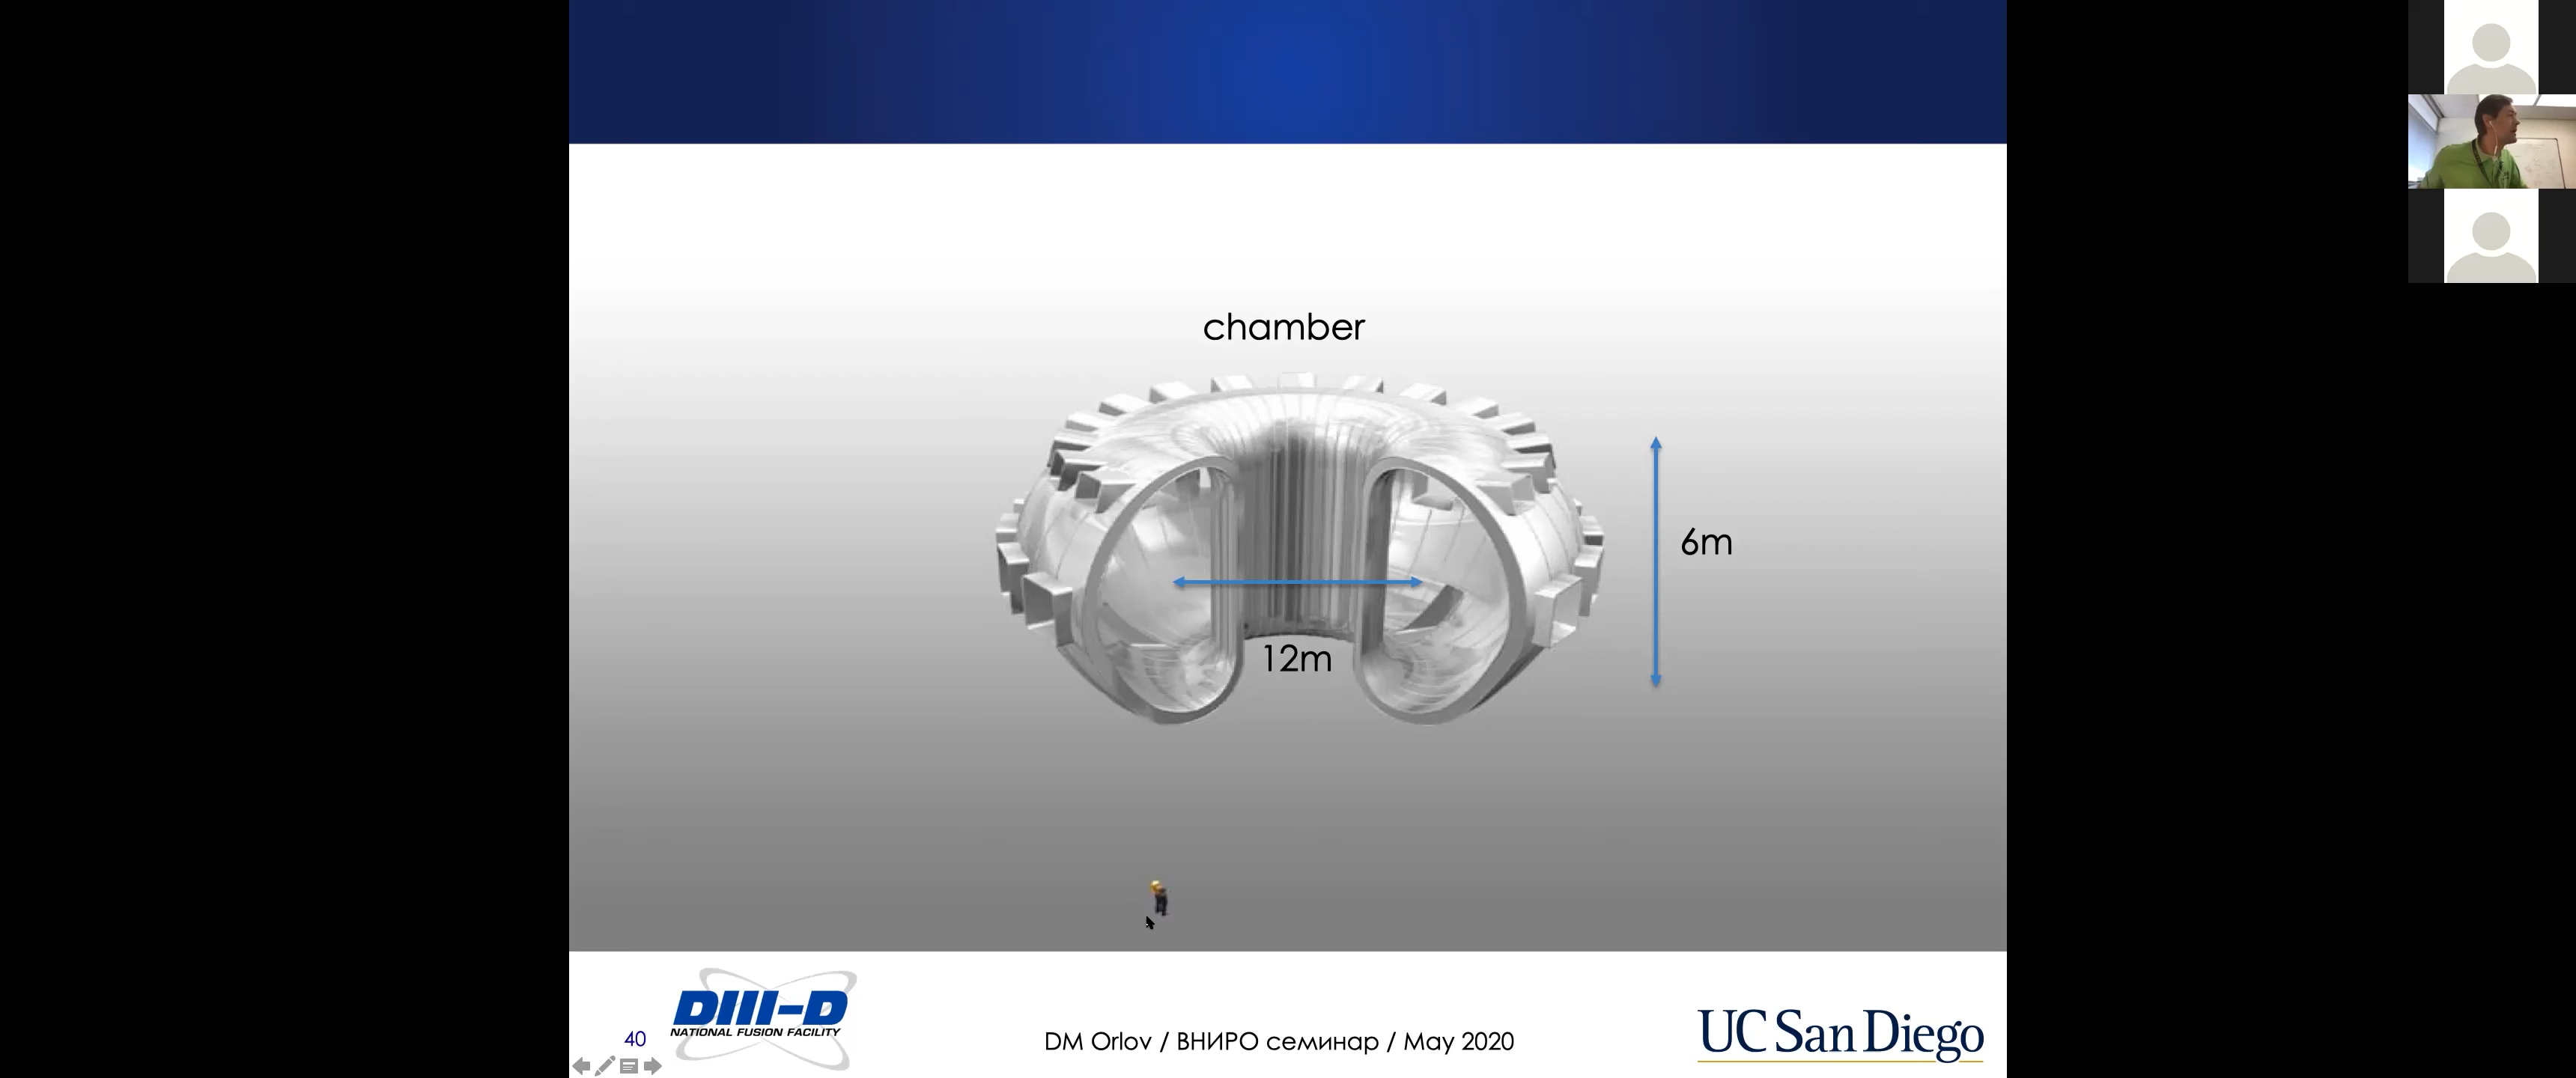 chamber
6m
12m
DIII-D
NATIONAL FUSION FACILITY
40
DM Orlov / ВНИРО семинар / May 2020
UC San Diego